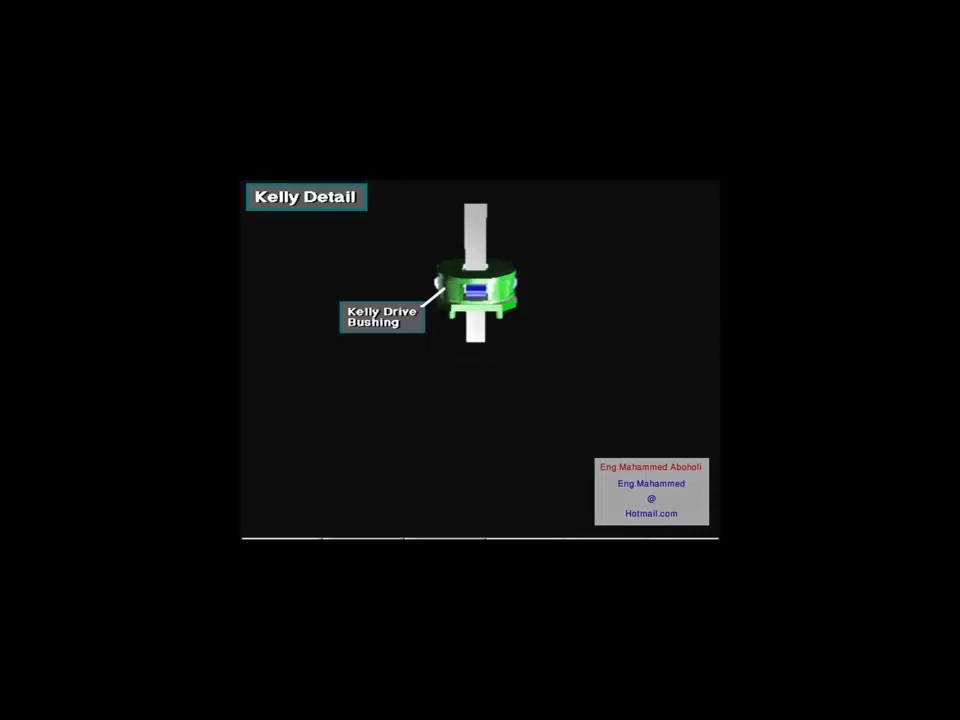 Kelly Detail
Kelly Drive
Bushing
Eng.Mahammed Aboholi
Eng.Mahammed
@
Hotmail.com